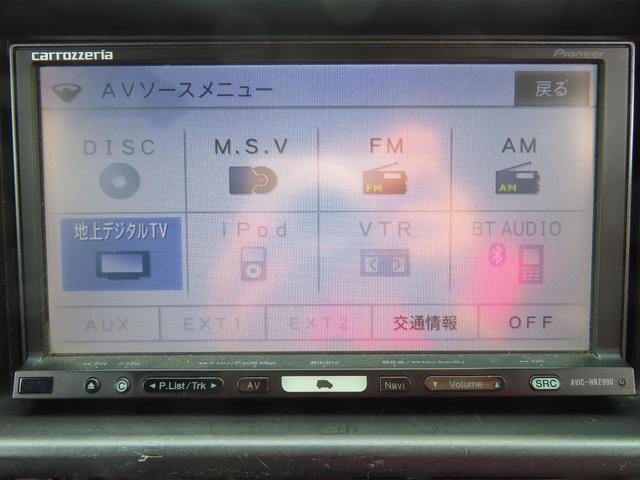 carrozzeria Pioneer
AVソースメニュー 戻る
DISC M.S.V FM AM
FM AM
地上デジタルTV iPod VTR BT AUDIO
AUX EXT1 EXT2 交通情報 OFF
P.List/Trk AV Navi Volume SRC AVIC-HRZ990